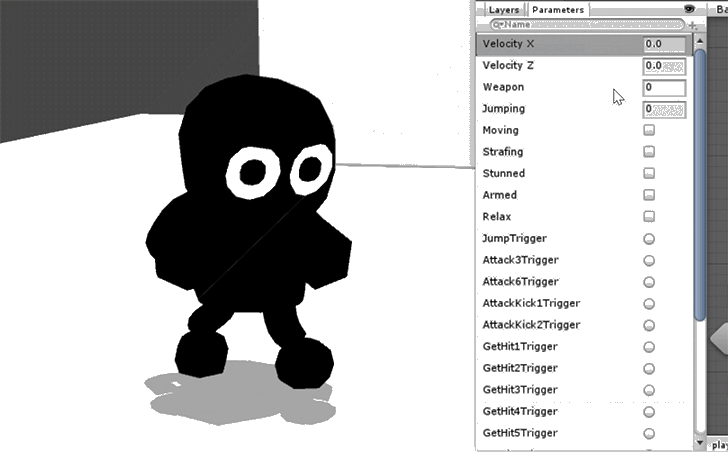 Layers Parameters Ba
Name
Velocity X 0.0
Velocity Z 0.0
Weapon 0
Jumping 0
Moving
Strafing
Stunned
Armed
Relax
JumpTrigger
Attack3Trigger
Attack6Trigger
AttackKick1Trigger
AttackKick2Trigger
GetHit1Trigger
GetHit2Trigger
GetHit3Trigger
GetHit4Trigger
GetHit5Trigger
play